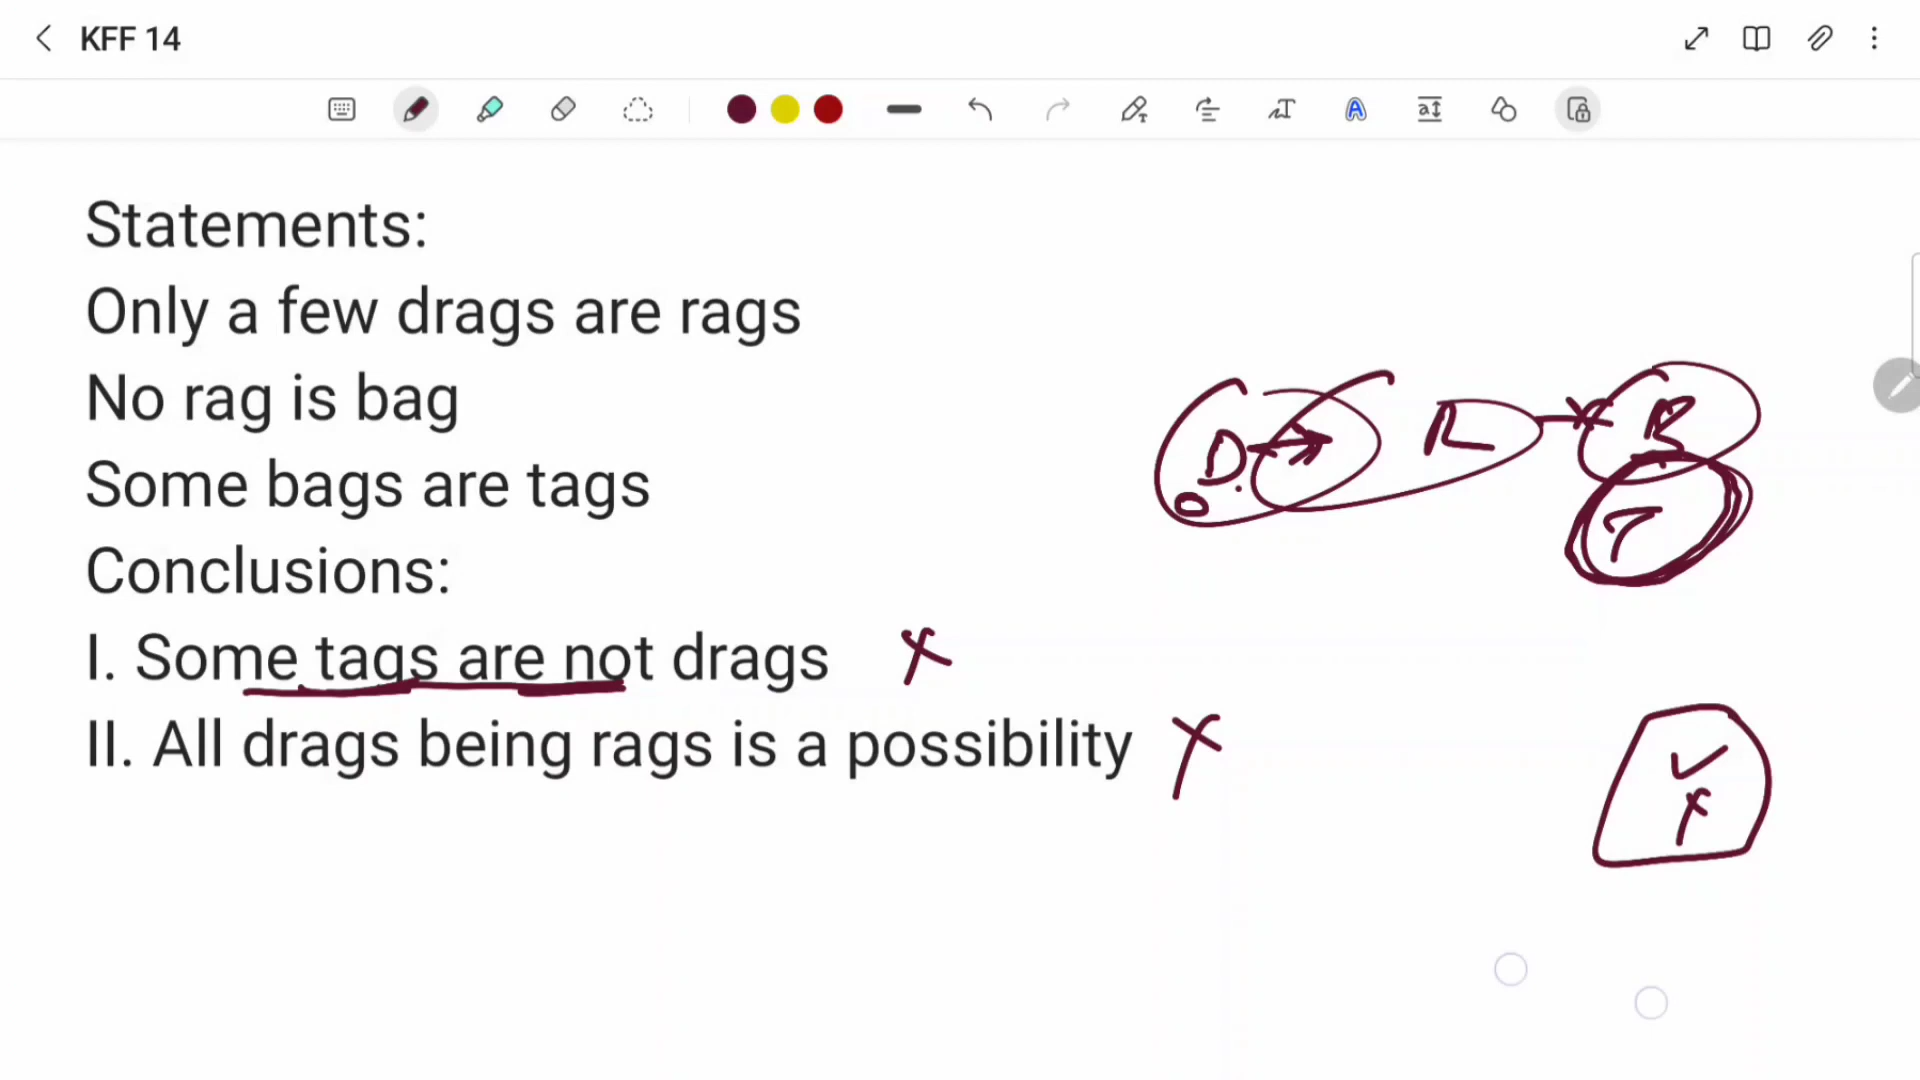 KFF 14
Statements:
Only a few drags are rags
No rag is bag
Some bags are tags
Conclusions:
I. Some tags are not drags
II. All drags being rags is a possibility
D
R
B
T